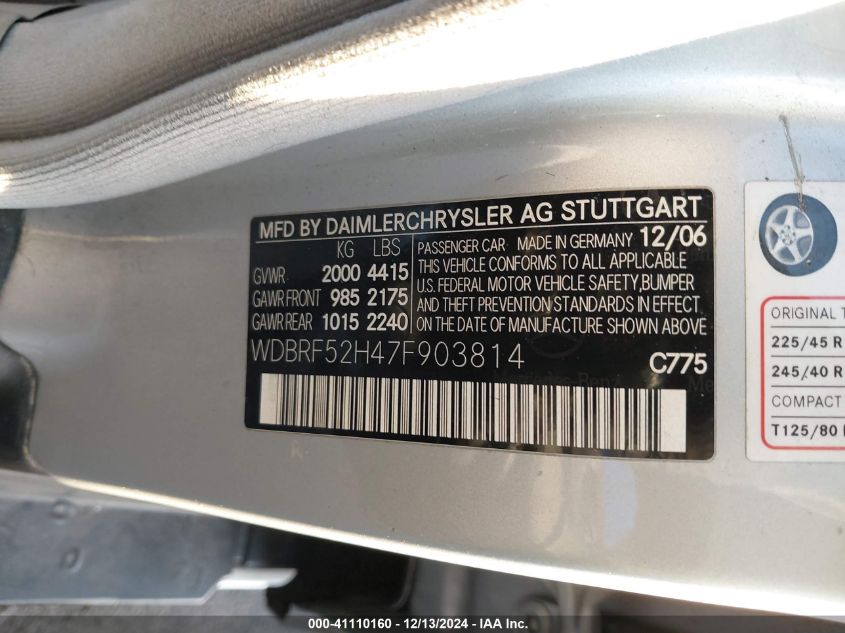 MFD BY DAIMLERCHRYSLER AG STUTTGART
KG LBS
GVWR 2000 4415
GAWR FRONT 985 2175
GAWR REAR 1015 2240
PASSENGER CAR MADE IN GERMANY 12/06
THIS VEHICLE CONFORMS TO ALL APPLICABLE
U.S. FEDERAL MOTOR VEHICLE SAFETY,BUMPER
AND THEFT PREVENTION STANDARDS IN EFFECT
ON THE DATE OF MANUFACTURE SHOWN ABOVE
WDBRF52H47F903814
C775
Mercedes-Benz
ORIGINAL T
225/45 R
245/40 R
COMPACT
T125/80
000-41110160 - 12/13/2024 - IAA Inc.